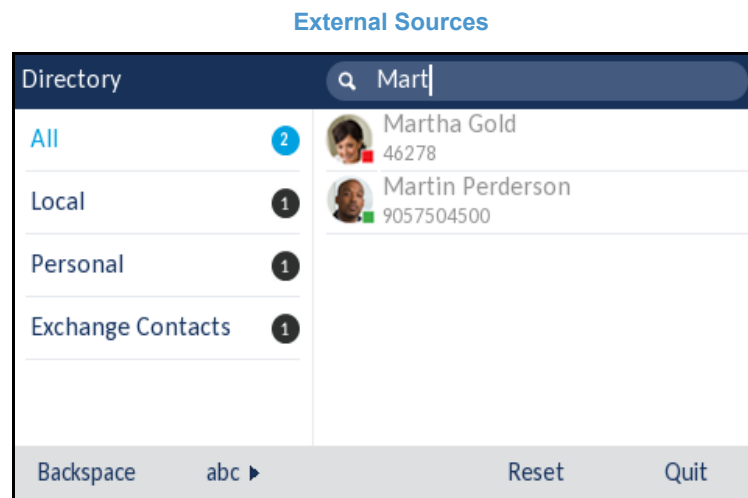 External Sources
Directory
Mart
All 2
Local 1
Personal 1
Exchange Contacts 1
Martha Gold
46278
Martin Perderson
9057504500
Backspace abc Reset Quit